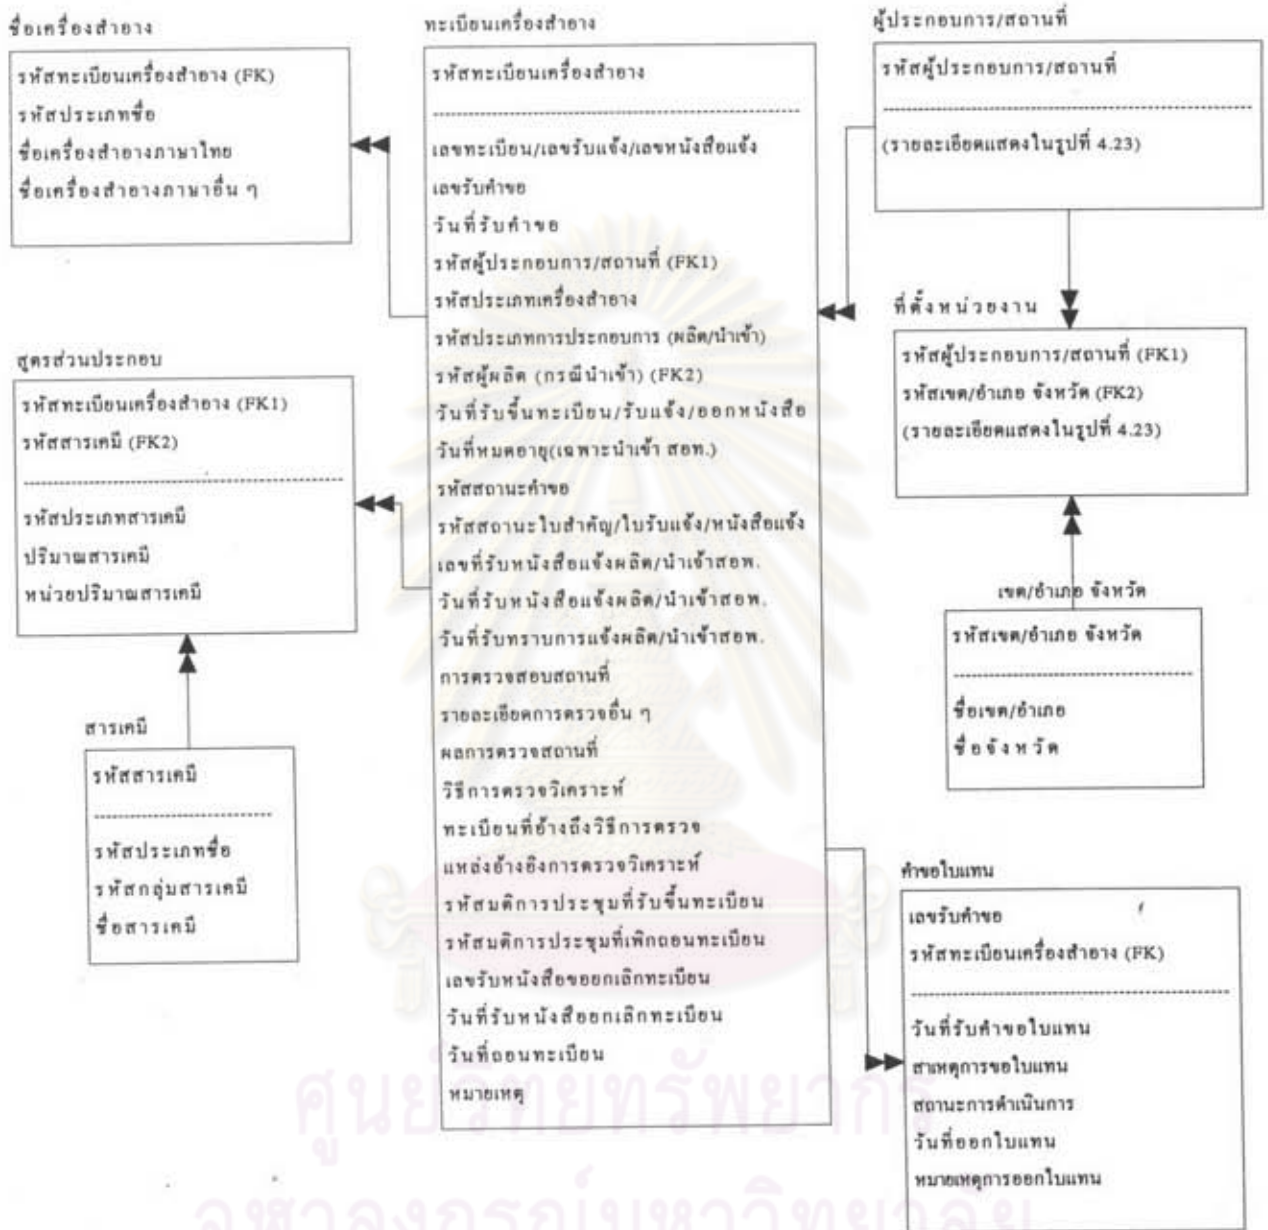 ชื่อเครื่องสำอาง
รหัสทะเบียนเครื่องสำอาง (FK)
รหัสประเภทชื่อ
ชื่อเครื่องสำอางภาษาไทย
ชื่อเครื่องสำอางภาษาอื่น ๆ
สูตรส่วนประกอบ
รหัสทะเบียนเครื่องสำอาง (FK1)
รหัสสารเคมี (FK2)
รหัสประเภทสารเคมี
ปริมาณสารเคมี
หน่วยปริมาณสารเคมี
สารเคมี
รหัสสารเคมี
รหัสประเภทชื่อ
รหัสกลุ่มสารเคมี
ชื่อสารเคมี
ทะเบียนเครื่องสำอาง
รหัสทะเบียนเครื่องสำอาง
เลขทะเบียน/เลขรับแจ้ง/เลขหนังสือแจ้ง
เลขรับคำขอ
วันที่รับคำขอ
รหัสผู้ประกอบการ/สถานที่ (FK1)
รหัสประเภทเครื่องสำอาง
รหัสประเภทการประกอบการ (ผลิต/นำเข้า)
รหัสผู้ผลิต (กรณีนำเข้า) (FK2)
วันที่รับขึ้นทะเบียน/รับแจ้ง/ออกหนังสือ
วันที่หมดอายุ(เฉพาะนำเข้า สอท.)
รหัสสถานะคำขอ
รหัสสถานะใบสำคัญ/ใบรับแจ้ง/หนังสือแจ้ง
เลขที่รับหนังสือแจ้งผลิต/นำเข้าสอพ.
วันที่รับหนังสือแจ้งผลิต/นำเข้าสอพ.
วันที่รับทราบการแจ้งผลิต/นำเข้าสอพ.
การตรวจสอบสถานที่
รายละเอียดการตรวจอื่น ๆ
ผลการตรวจสถานที่
วิธีการตรวจวิเคราะห์
ทะเบียนที่อ้างถึงวิธีการตรวจ
แหล่งอ้างอิงการตรวจวิเคราะห์
รหัสมติการประชุมที่รับขึ้นทะเบียน
รหัสมติการประชุมที่เพิกถอนทะเบียน
เลขรับหนังสือขอยกเลิกทะเบียน
วันที่รับหนังสือยกเลิกทะเบียน
วันที่ถอนทะเบียน
หมายเหตุ
ผู้ประกอบการ/สถานที่
รหัสผู้ประกอบการ/สถานที่
(รายละเอียดแสดงในรูปที่ 4.23)
ที่ตั้งหน่วยงาน
รหัสผู้ประกอบการ/สถานที่ (FK1)
รหัสเขต/อำเภอ จังหวัด (FK2)
(รายละเอียดแสดงในรูปที่ 4.23)
เขต/อำเภอ จังหวัด
รหัสเขต/อำเภอ จังหวัด
ชื่อเขต/อำเภอ
ชื่อจังหวัด
คำขอใบแทน
เลขรับคำขอ
รหัสทะเบียนเครื่องสำอาง (FK)
วันที่รับคำขอใบแทน
สาเหตุการขอใบแทน
สถานะการดำเนินการ
วันที่ออกใบแทน
หมายเหตุการออกใบแทน
ศูนย์วิทยทรัพยากร
จุฬาลงกรณ์มหาวิทยาลัย